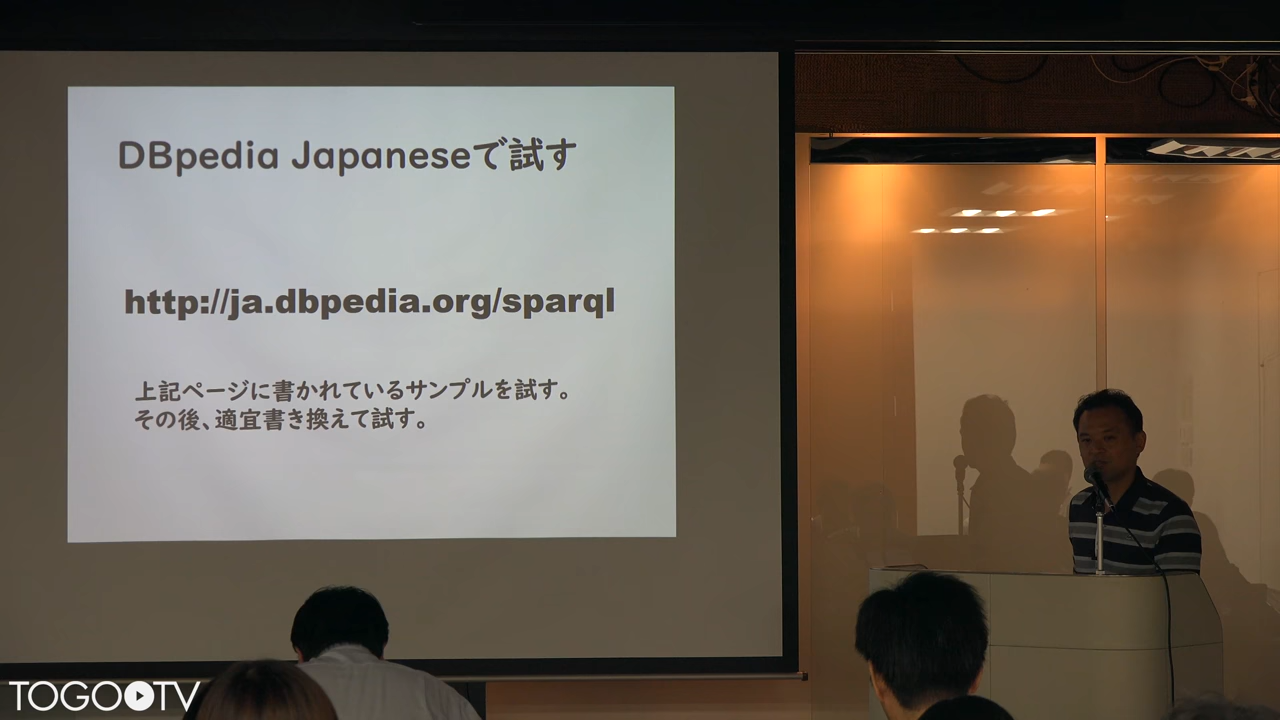 DBpedia Japaneseで試す
http://ja.dbpedia.org/sparql
上記ページに書かれているサンプルを試す。
その後、適宜書き換えて試す。
TOGO TV